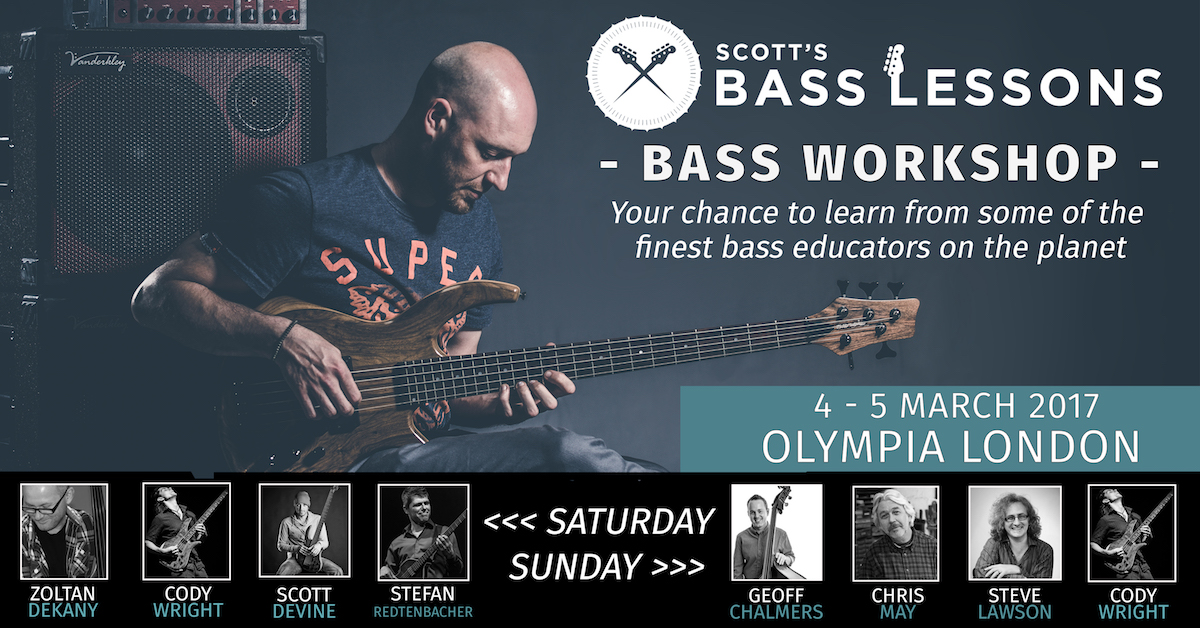 Vanderkley
SCOTT'S
BASS LESSONS
- BASS WORKSHOP -
Your chance to learn from some of the
finest bass educators on the planet
SUPE
4 - 5 MARCH 2017
OLYMPIA LONDON
<<< SATURDAY
SUNDAY >>>
ZOLTAN
DEKANY
CODY
WRIGHT
SCOTT
DEVINE
STEFAN
REDTENBACHER
GEOFF
CHALMERS
CHRIS
MAY
STEVE
LAWSON
CODY
WRIGHT